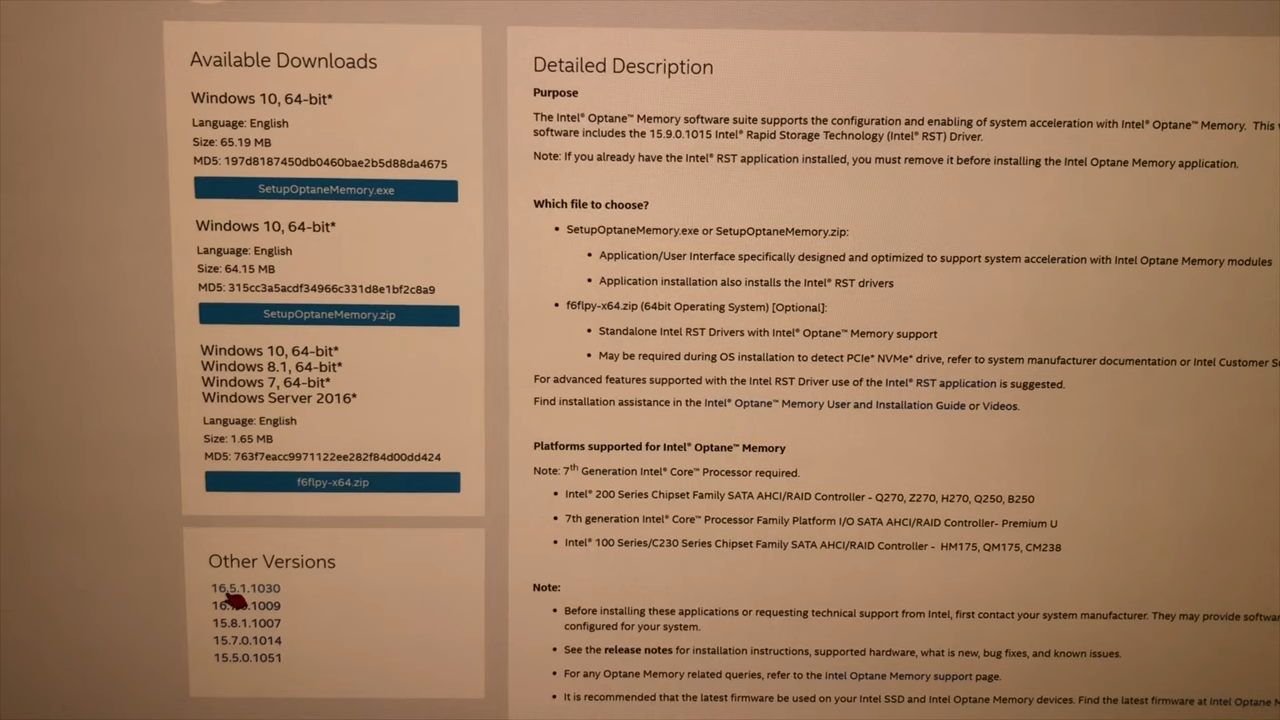 Available Downloads
Windows 10, 64-bit*
Language: English
Size: 65.19 MB
MD5: 197d8187450db0460bae2b5d88da4675
SetupOptaneMemory.exe
Windows 10, 64-bit*
Language: English
Size: 64.15 MB
MD5: 315cc3a5acdf34966c331d8e1bf2c8a9
SetupOptaneMemory.zip
Windows 10, 64-bit*
Windows 8.1, 64-bit*
Windows 7, 64-bit*
Windows Server 2016*
Language: English
Size: 1.65 MB
MD5: 763f7eacc9971122ee282f84d00dd424
f6flpy-x64.zip
Other Versions
16.5.1.1030
15.8.1.1007
15.7.0.1014
15.5.0.1051
Detailed Description
Purpose
The Intel® Optane™ Memory software suite supports the configuration and enabling of system acceleration with Intel® Optane™ Memory. This
software includes the 15.9.0.1015 Intel® Rapid Storage Technology (Intel® RST) Driver.
Note: If you already have the Intel® RST application installed, you must remove it before installing the Intel Optane Memory application.
Which file to choose?
• SetupOptaneMemory.exe or SetupOptaneMemory.zip:
• Application/User Interface specifically designed and optimized to support system acceleration with Intel Optane Memory modules
• Application installation also installs the Intel® RST drivers
• f6flpy-x64.zip (64bit Operating System) [Optional]:
• Standalone Intel RST Drivers with Intel® Optane™ Memory support
• May be required during OS installation to detect PCIe* NVMe* drive, refer to system manufacturer documentation or Intel Customer
For advanced features supported with the Intel RST Driver use of the Intel® RST application is suggested.
Find installation assistance in the Intel® Optane™ Memory User and Installation Guide or Videos.
Platforms supported for Intel® Optane™ Memory
Note: 7th Generation Intel® Core™ Processor required.
• Intel® 200 Series Chipset Family SATA AHCI/RAID Controller - Q270, Z270, H270, Q250, B250
• 7th generation Intel® Core™ Processor Family Platform I/O SATA AHCI/RAID Controller- Premium U
• Intel® 100 Series/C230 Series Chipset Family SATA AHCI/RAID Controller - HM175, QM175, CM238
Note:
• Before installing these applications or requesting technical support from Intel, first contact your system manufacturer. They may provide
configured for your system.
• See the release notes for installation instructions, supported hardware, what is new, bug fixes, and known issues.
• For any Optane Memory related queries, refer to the Intel Optane Memory support page.
• It is recommended that the latest firmware be used on your Intel SSD and Intel Optane Memory devices. Find the latest firmware at Intel Optane